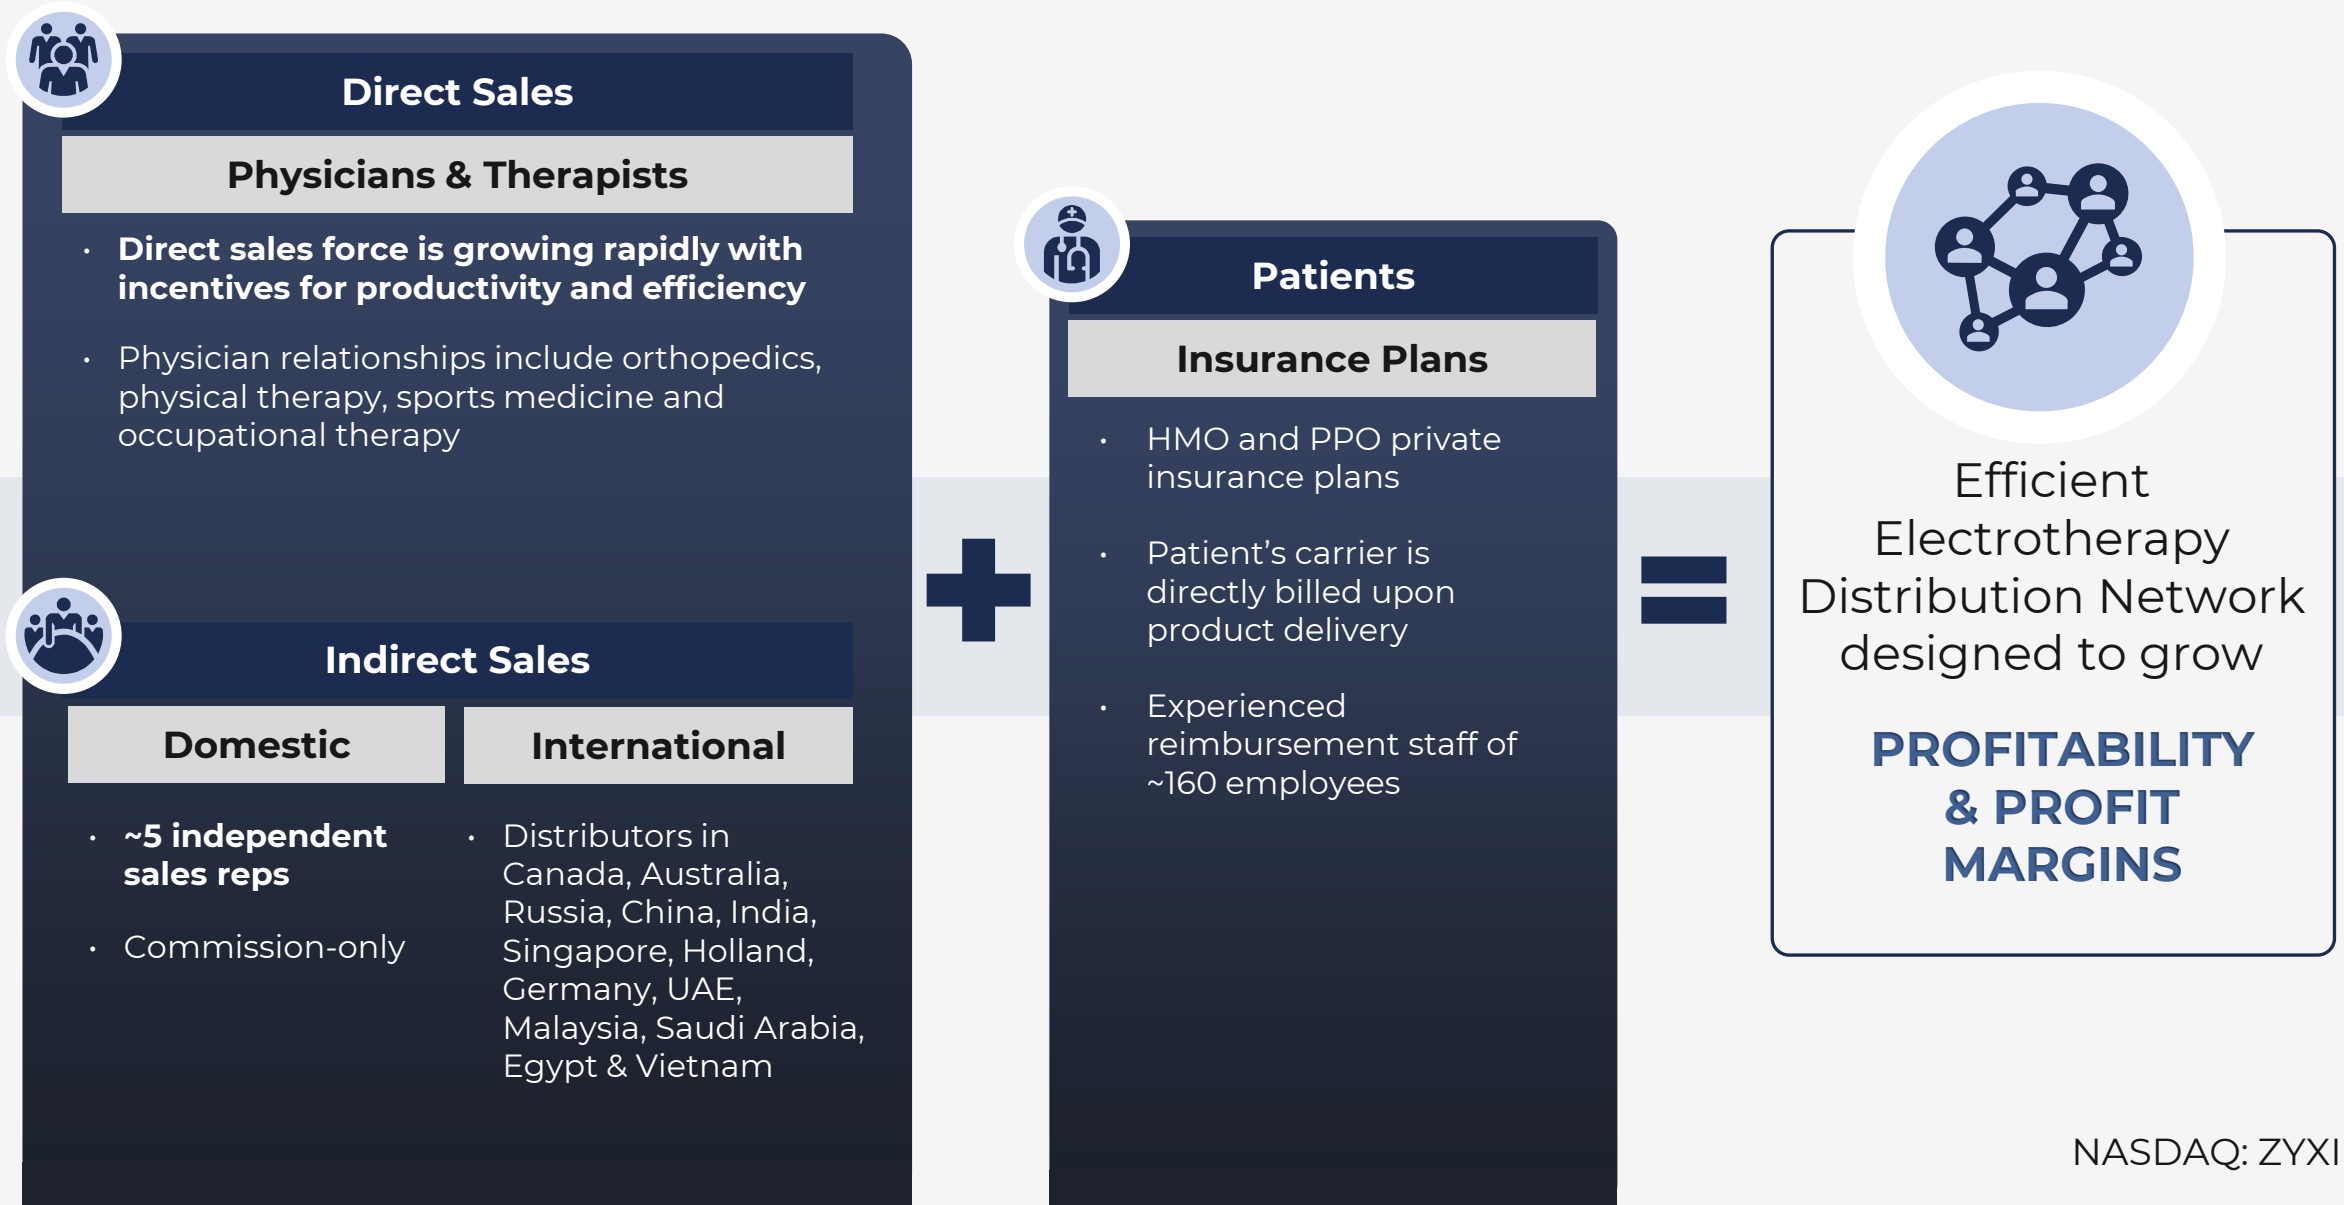 Direct Sales
Physicians & Therapists
• Direct sales force is growing rapidly with
incentives for productivity and efficiency
• Physician relationships include orthopedics,
physical therapy, sports medicine and
occupational therapy
Indirect Sales
Domestic
• ~5 independent
sales reps
• Commission-only
International
• Distributors in
Canada, Australia,
Russia, China, India,
Singapore, Holland,
Germany, UAE,
Malaysia, Saudi Arabia,
Egypt & Vietnam
Patients
Insurance Plans
• HMO and PPO private
insurance plans
• Patient’s carrier is
directly billed upon
product delivery
• Experienced
reimbursement staff of
~160 employees
Efficient
Electrotherapy
Distribution Network
designed to grow
PROFITABILITY
& PROFIT
MARGINS
NASDAQ: ZYXI